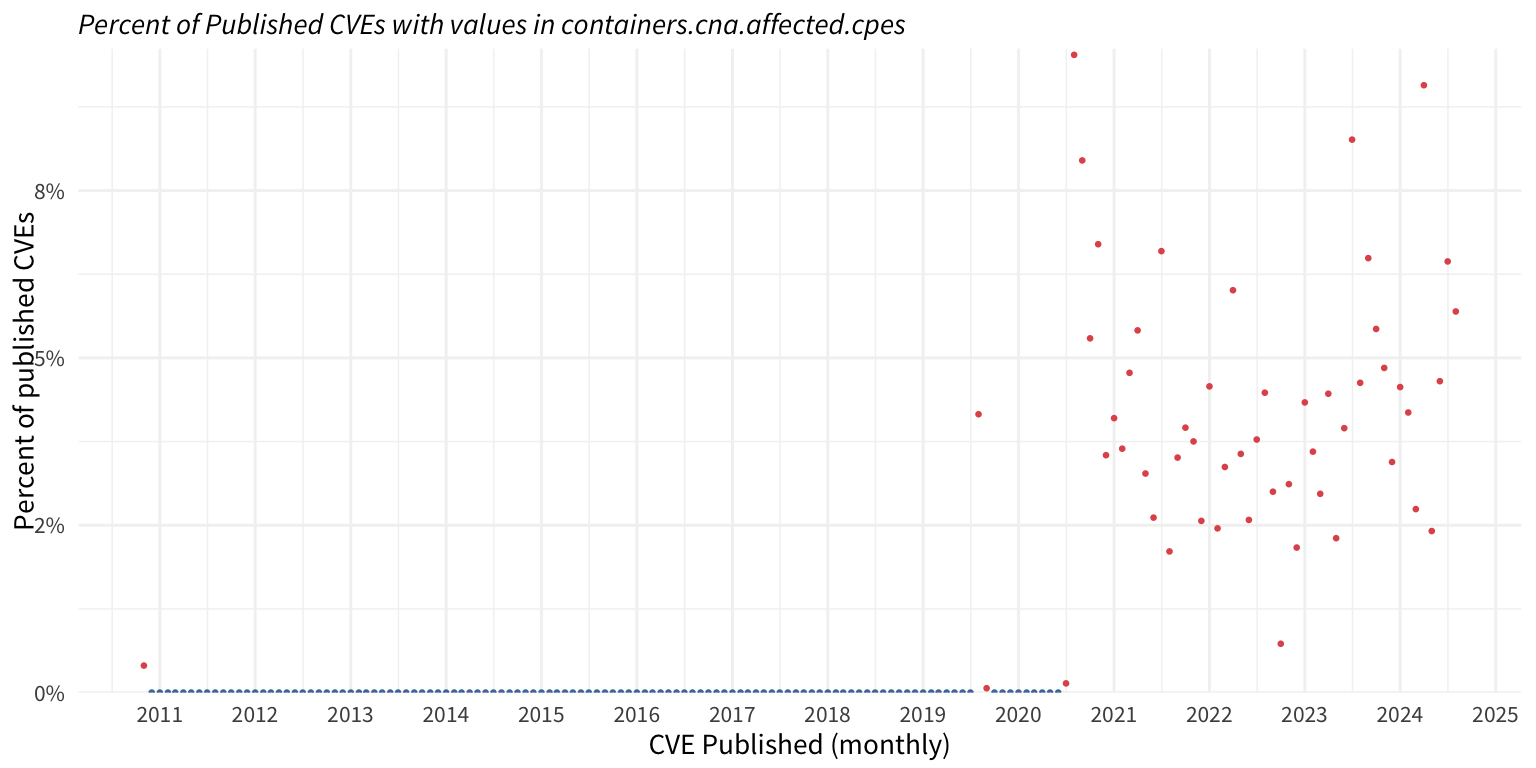 Percent of Published CVEs with values in containers.cna.affected.cpes
Percent of published CVEs
8%
5%
2%
0%
2011 2012 2013 2014 2015 2016 2017 2018 2019 2020 2021 2022 2023 2024 2025
CVE Published (monthly)